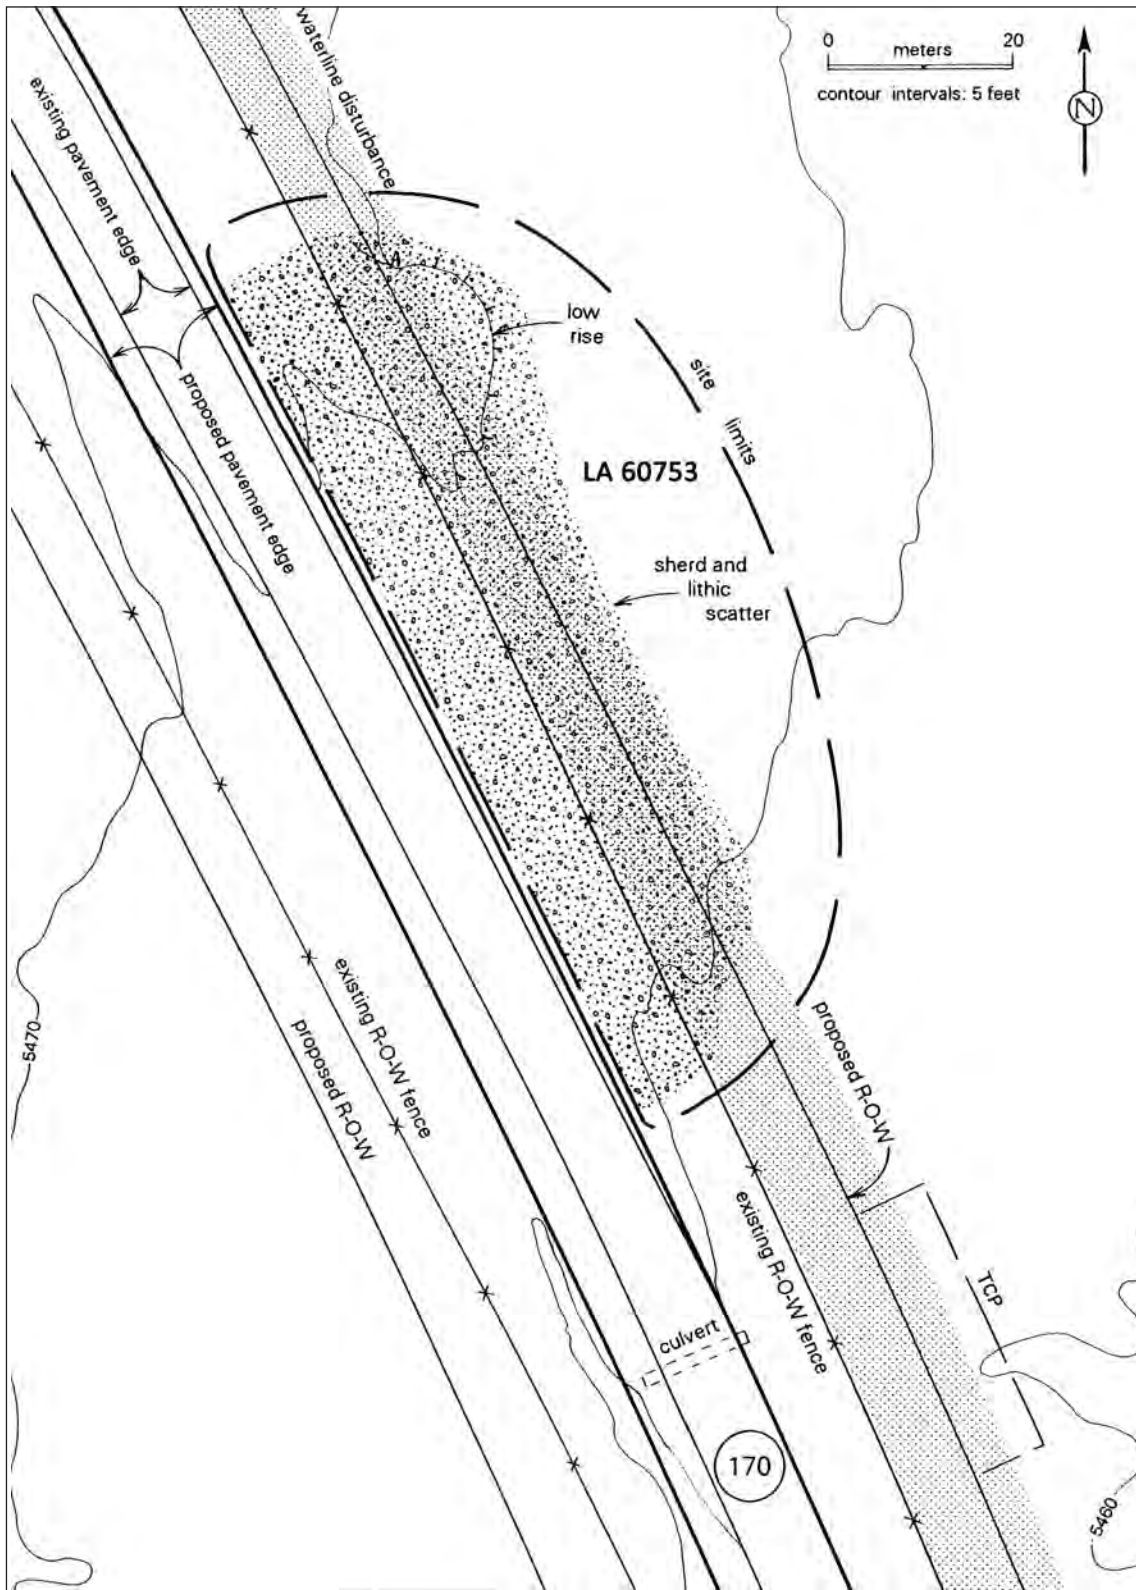 0 meters 20
contour intervals: 5 feet
N
waterline disturbance
existing pavement edge
proposed pavement edge
low
rise
site limits
LA 60753
sherd and
lithic
scatter
5470
existing R-O-W fence
proposed R-O-W
proposed R-O-W
existing R-O-W fence
TCP
culvert
170
5460